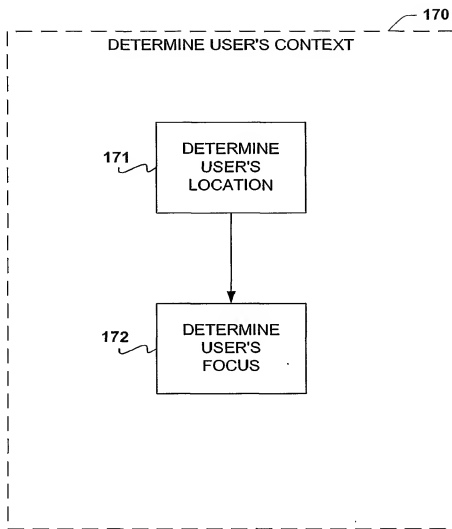 170
DETERMINE USER'S CONTEXT
171
DETERMINE
USER'S
LOCATION
172
DETERMINE
USER'S
FOCUS